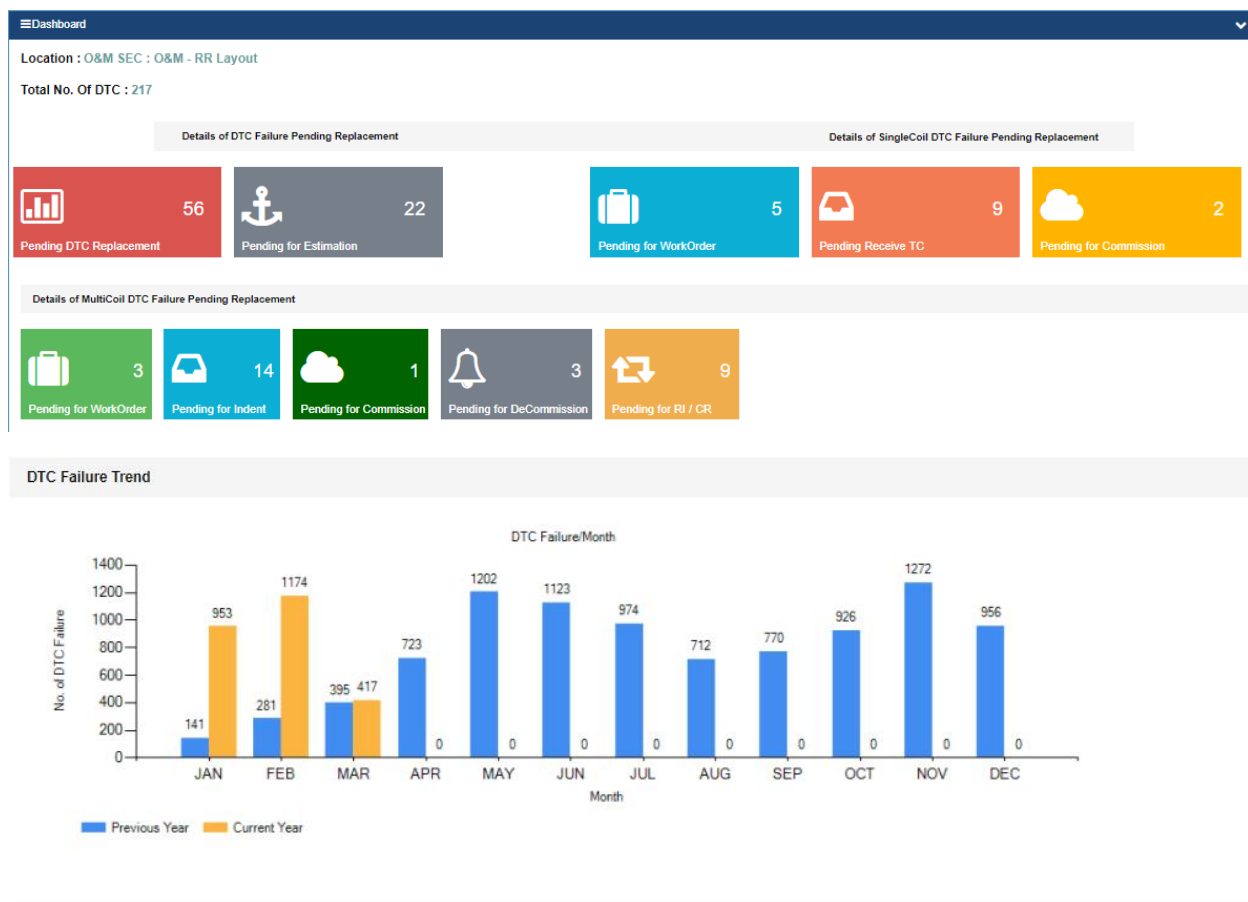 Dashboard
Location : O&M SEC : O&M - RR Layout
Total No. Of DTC : 217
Details of DTC Failure Pending Replacement
Details of SingleCoil DTC Failure Pending Replacement
56
Pending DTC Replacement
22
Pending for Estimation
5
Pending for WorkOrder
9
Pending Receive TC
2
Pending for Commission
Details of MultiCoil DTC Failure Pending Replacement
3
Pending for WorkOrder
14
Pending for Indent
1
Pending for Commission
3
Pending for DeCommission
9
Pending for RI / CR
DTC Failure Trend
DTC Failure/Month
No. of DTC Failure
1400
1200
1000
800
600
400
200
0
141 953
281 1174
395 417
723 0
1202 0
1123 0
974 0
712 0
770 0
926 0
1272 0
956 0
JAN FEB MAR APR MAY JUN JUL AUG SEP OCT NOV DEC
Month
Previous Year Current Year